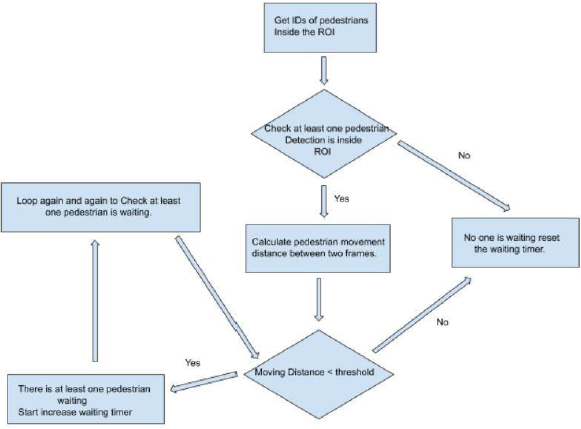 Get IDs of pedestrians
Inside the ROI
Check at least one pedestrian
Detection is inside
ROI
No
Yes
Loop again and again to Check at least
one pedestrian is waiting.
Calculate pedestrian movement
distance between two frames.
No one is waiting reset
the waiting timer.
No
Yes
Moving Distance < threshold
There is at least one pedestrian
waiting
Start increase waiting timer